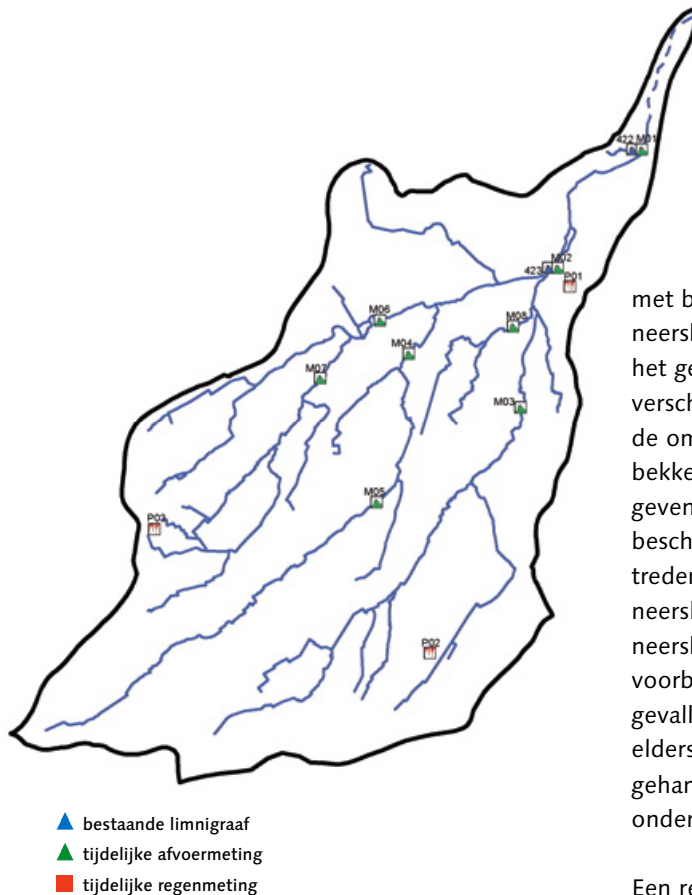 422 M01
M02
423
P01
M06
M08
M04
M07
M03
M05
P03
P02
bestaande limnigraaf
tijdelijke afvoermeting
tijdelijke regenmeting
met b
neersl
het ge
versch
de om
bekke
geven
besch
treden
neersl
neersl
voorb
gevall
elders
gehan
onder
Een re